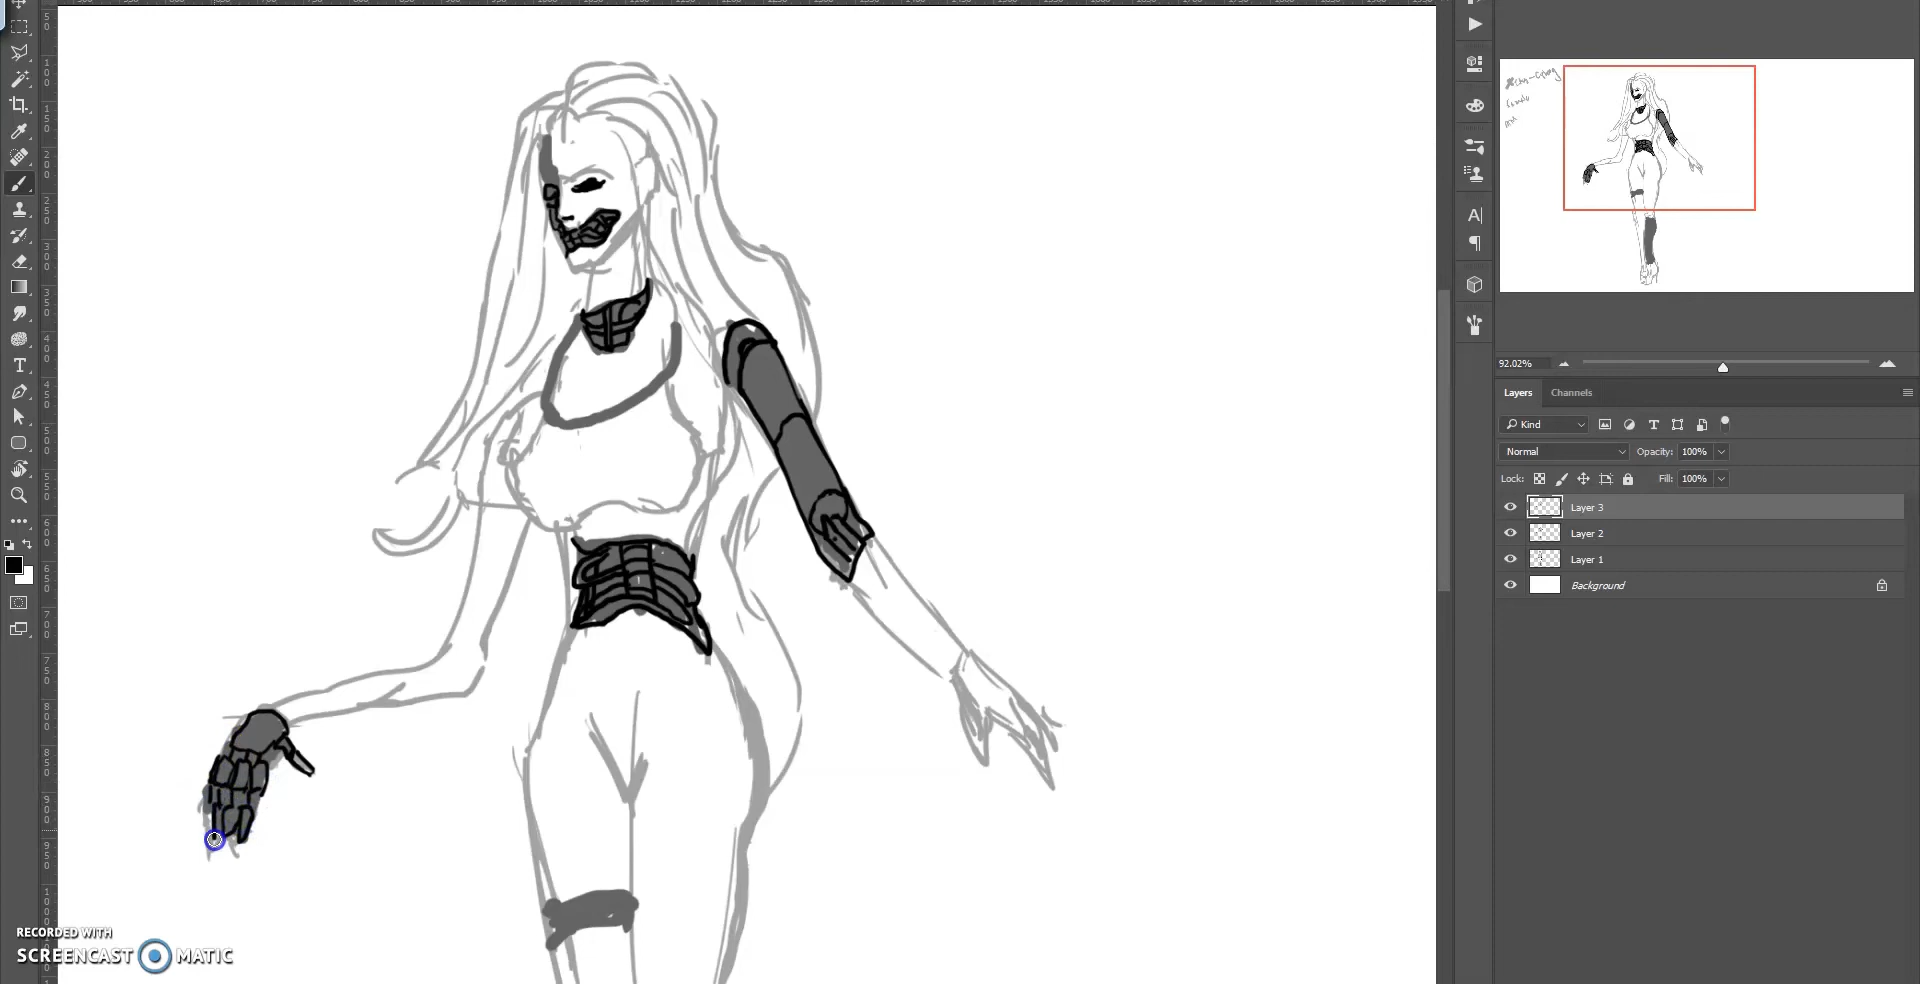 92.02%
Layers Channels
Kind
Normal Opacity: 100%
Lock: Fill: 100%
Layer 3
Layer 2
Layer 1
Background
RECORDED WITH
SCREENCAST MATIC